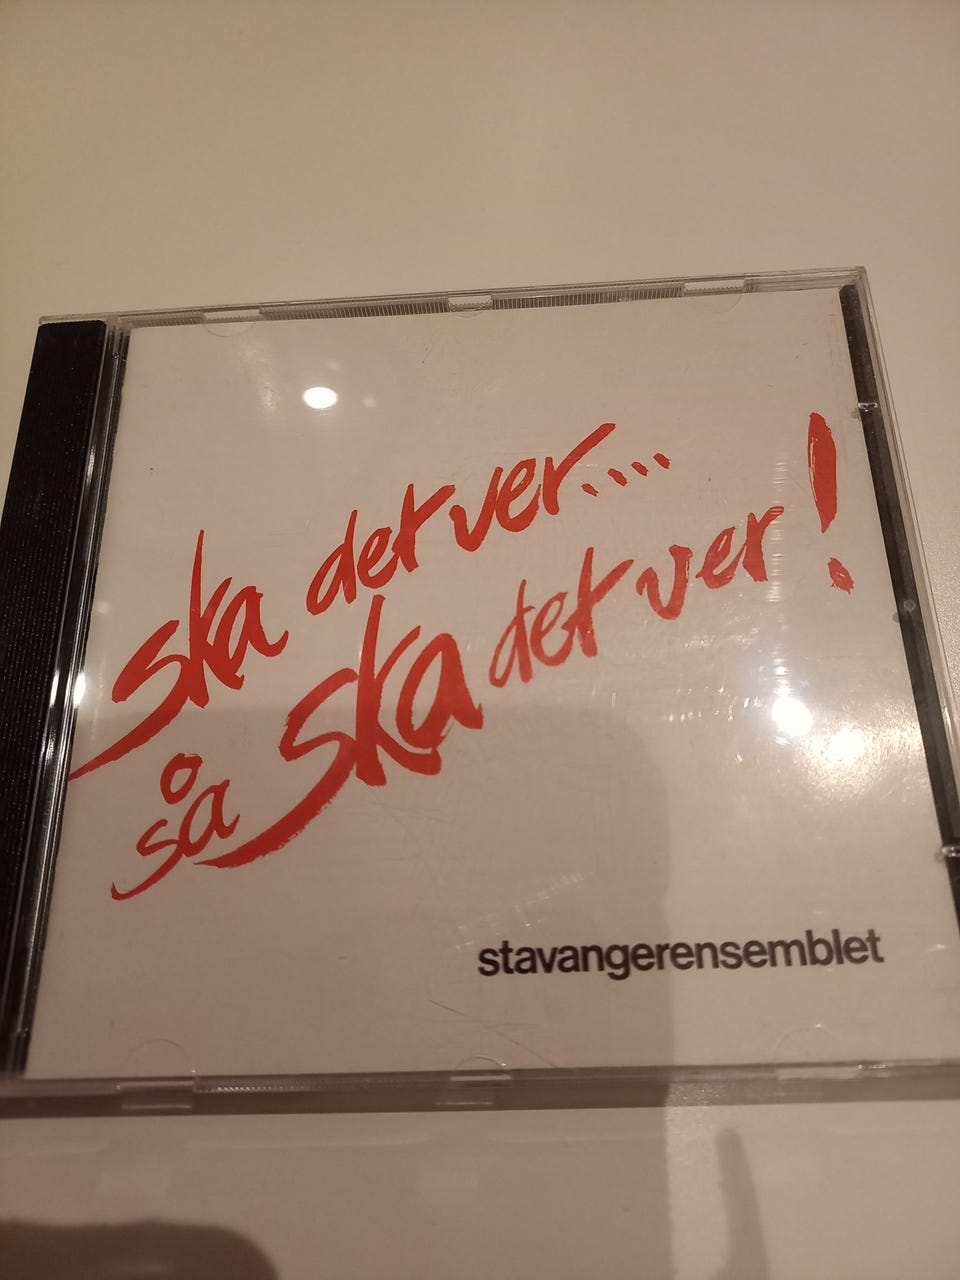 ska det ver....
så ska det ver!
stavangerensemblet